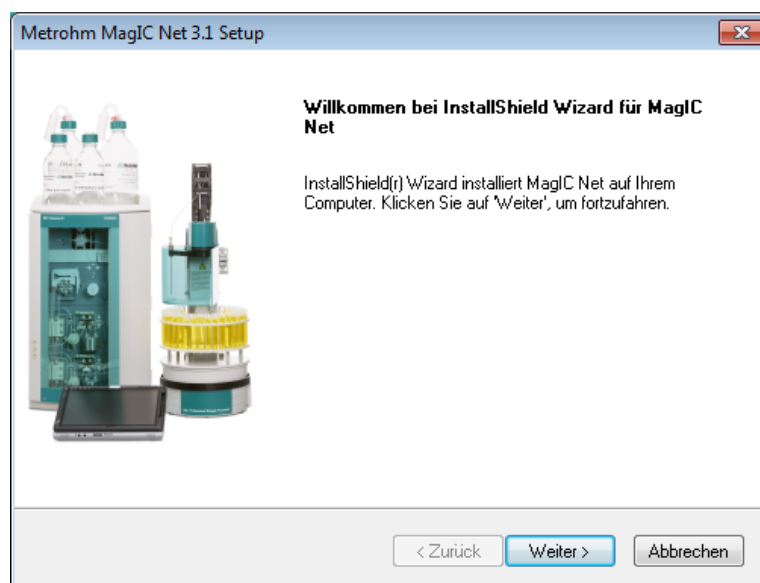 Metrohm MagIC Net 3.1 Setup
Willkommen bei InstallShield Wizard für MagIC
Net
InstallShield(r) Wizard installiert MagIC Net auf Ihrem
Computer. Klicken Sie auf 'Weiter', um fortzufahren.
< Zurück
Weiter >
Abbrechen